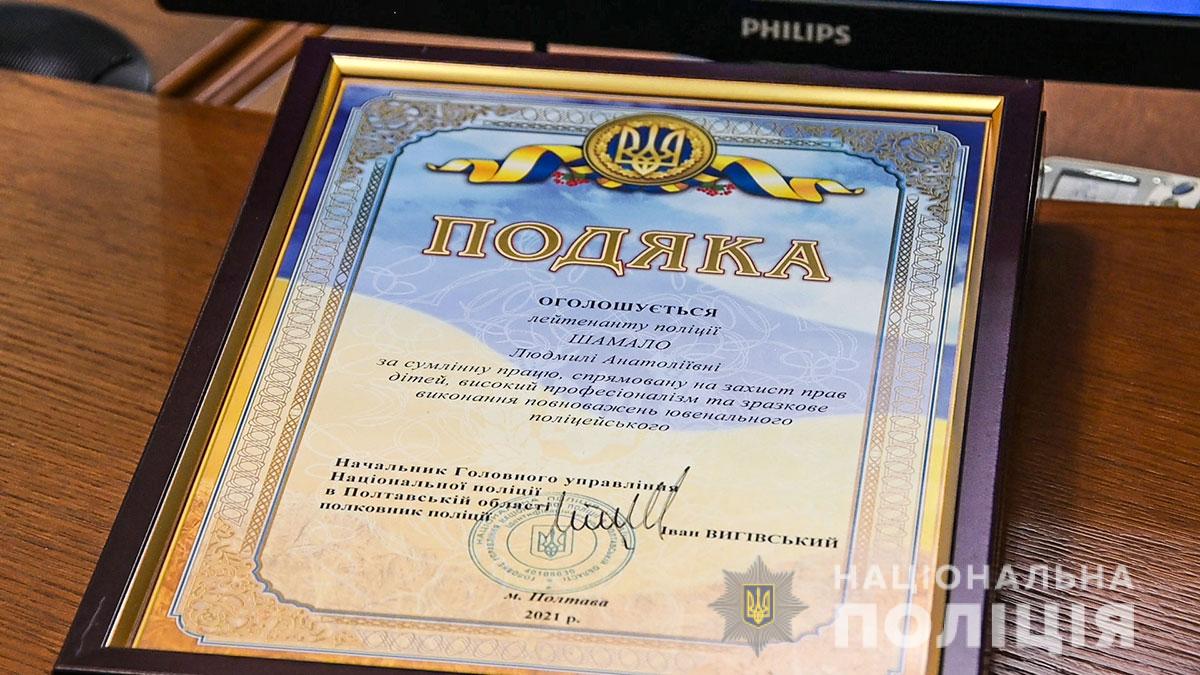 PHILIPS
ПОДЯКА
ОГОЛОШУЄТЬСЯ
лейтенанту поліції
ШАМАЛО
Людмилі Анатоліївні
за сумлінну працю, спрямовану на захист прав
дітей, високий професіоналізм та зразкове
виконання повноважень ювенального
поліцейського
Начальник Головного управління
Національної поліції
в Полтавській області
полковник поліції
Іван ВИГІВСЬКИЙ
м. Полтава
2021 р.
НАЦІОНАЛЬНА
ПОЛІЦІЯ